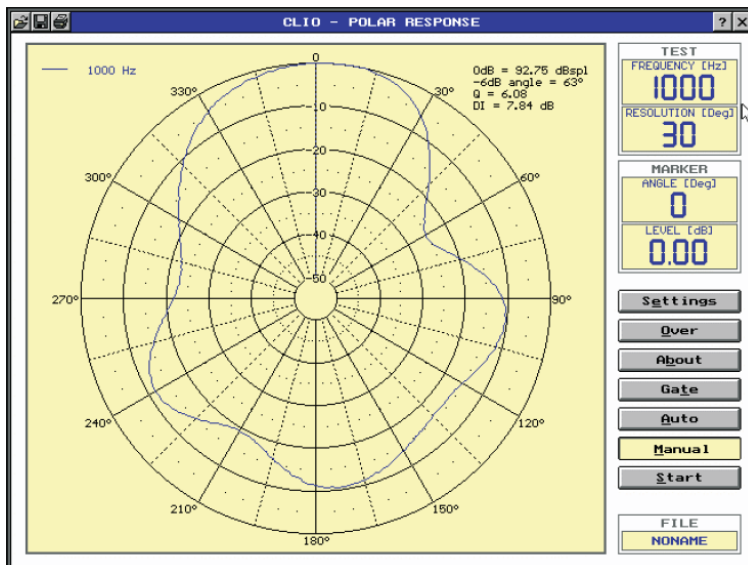 CLIO - POLAR RESPONSE
? X
1000 Hz
0dB = 92.75 dBspl
-6dB angle = 63°
Q = 6.08
DI = 7.84 dB
0
330°
30°
-10
-20
300°
60°
-30
-40
-50
270°
90°
240°
120°
210°
150°
180°
TEST
FREQUENCY [Hz]
1000
RESOLUTION [Deg]
30
MARKER
ANGLE [Deg]
0
LEVEL [dB]
0.00
Settings
Over
About
Gate
Auto
Manual
Start
FILE
NONAME